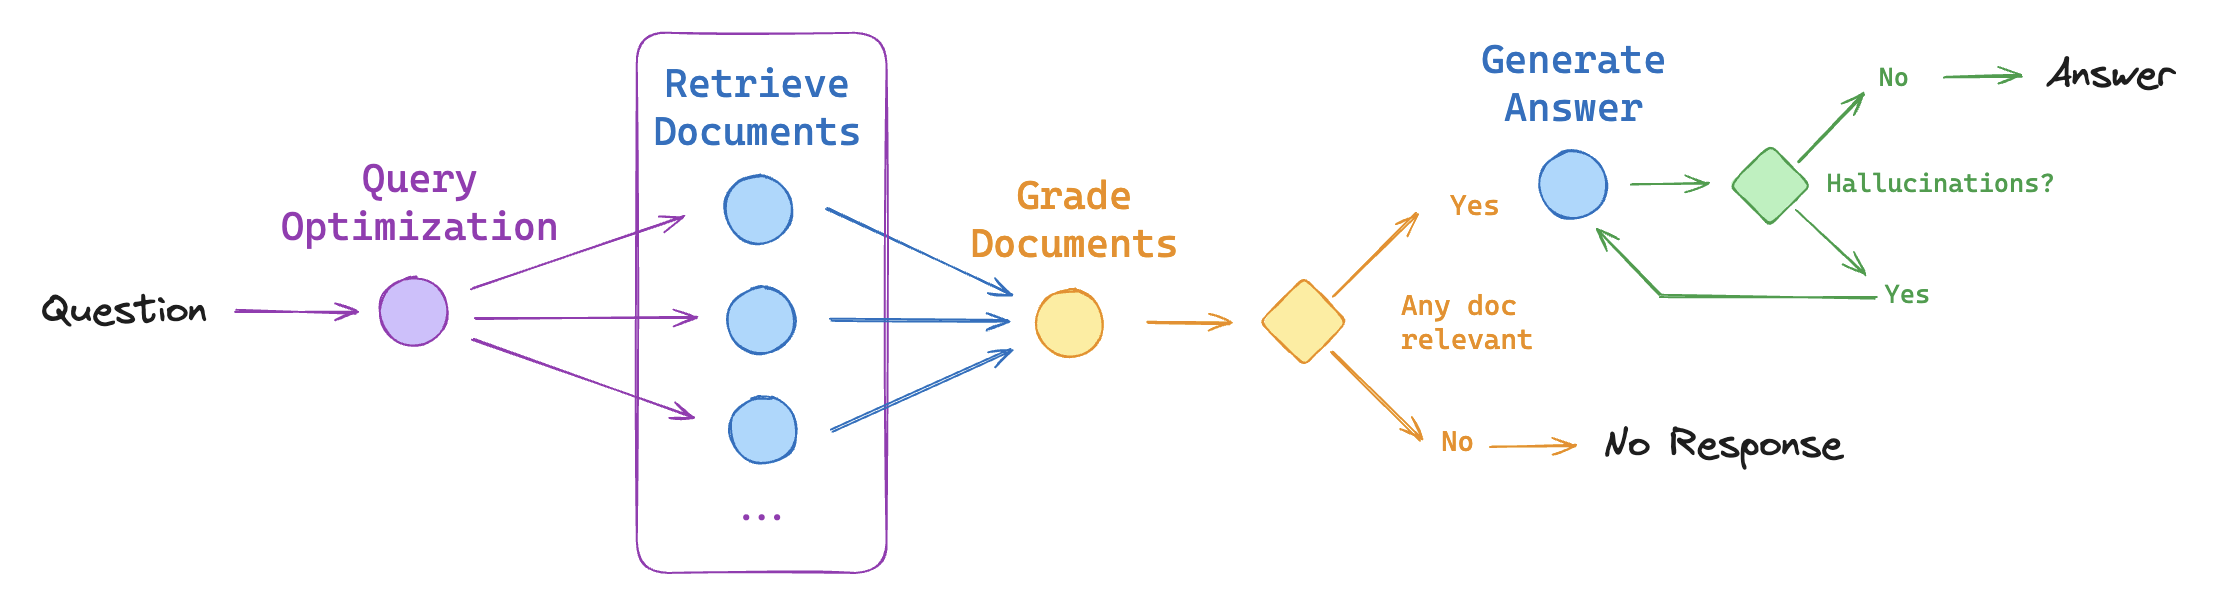 Question
Query
Optimization
Retrieve
Documents
...
Grade
Documents
Any doc
relevant
Yes
No
No Response
Generate
Answer
Hallucinations?
No
Answer
Yes